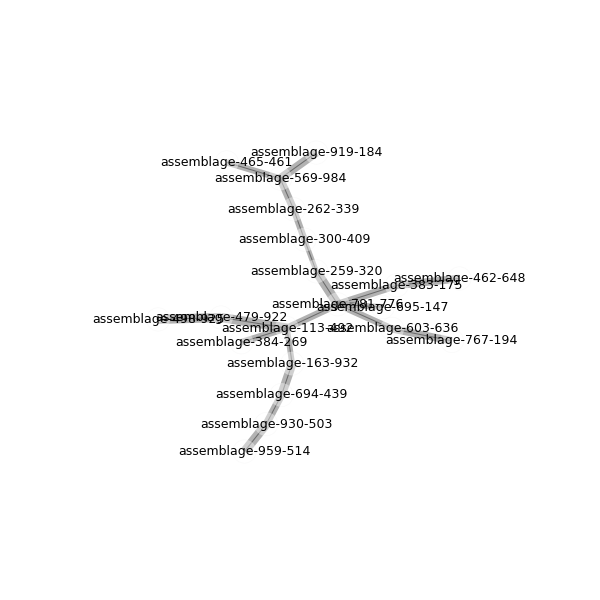 assemblage-919-184
assemblage-465-461
assemblage-569-984
assemblage-262-339
assemblage-300-409
assemblage-259-320
assemblage-462-648
assemblage-383-175
assemblage-791-776
assemblage-695-147
assemblage-479-922
assemblage-498-925
assemblage-113-492
assemblage-603-636
assemblage-767-194
assemblage-384-269
assemblage-163-932
assemblage-694-439
assemblage-930-503
assemblage-959-514